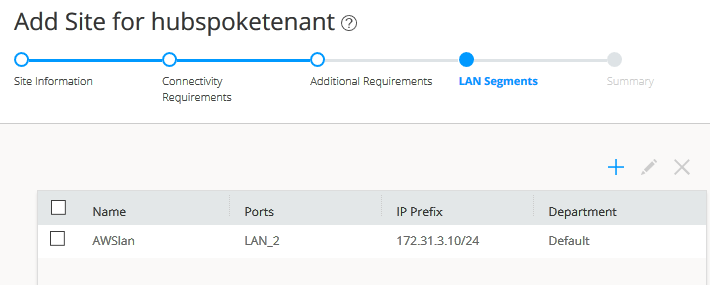 Add Site for hubspoketenant ?
Site Information
Connectivity
Requirements
Additional Requirements
LAN Segments
Summary
Name Ports IP Prefix Department
AWSlan LAN_2 172.31.3.10/24 Default